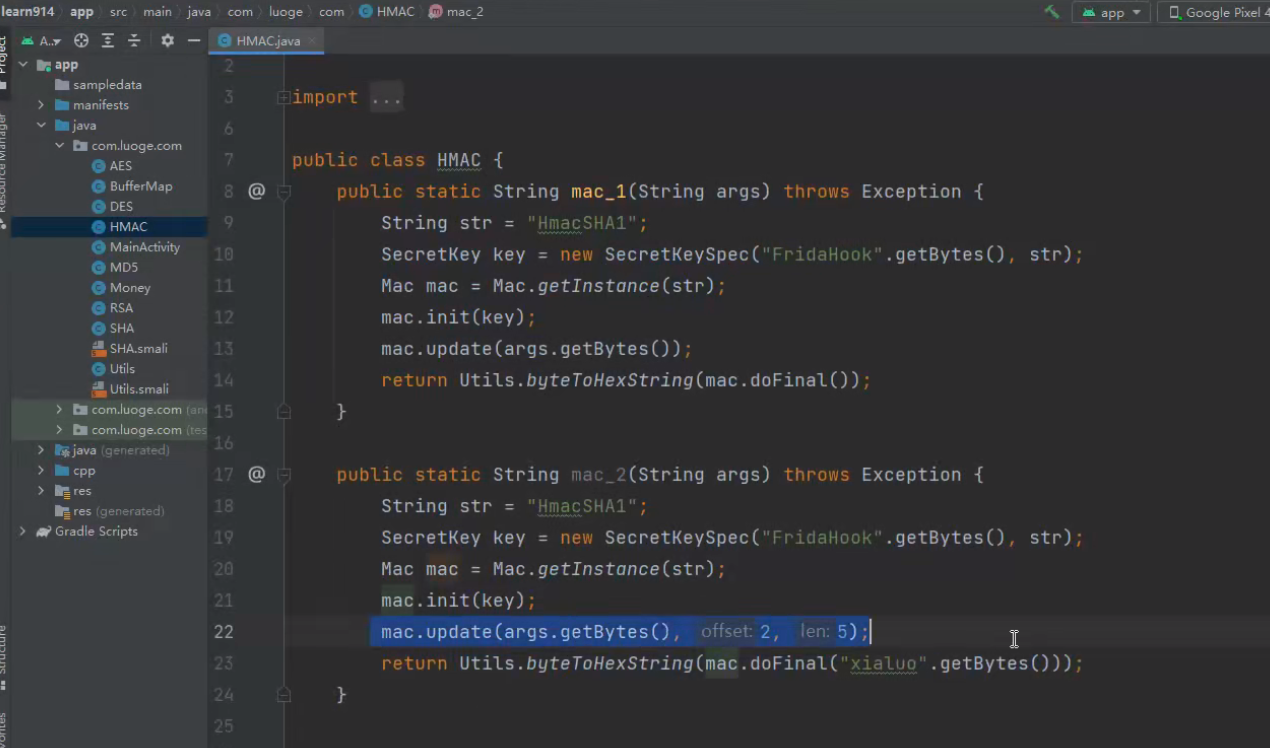 learn914 app src main java com luoge com HMAC mac_2 app Google Pixel 4
A.. HMAC.java
Project
Resource Manager
Structure
app
sampledata
manifests
java
com.luoge.com
AES
BufferMap
DES
HMAC
MainActivity
MD5
Money
RSA
SHA
SHA.smali
Utils
Utils.smali
com.luoge.com (an
com.luoge.com (tes
java (generated)
cpp
res
res (generated)
Gradle Scripts
2
3 import ...
6
7 public class HMAC {
8 @ public static String mac_1(String args) throws Exception {
9 String str = "HmacSHA1";
10 SecretKey key = new SecretKeySpec("FridaHook".getBytes(), str);
11 Mac mac = Mac.getInstance(str);
12 mac.init(key);
13 mac.update(args.getBytes());
14 return Utils.byteToHexString(mac.doFinal());
15 }
16
17 @ public static String mac_2(String args) throws Exception {
18 String str = "HmacSHA1";
19 SecretKey key = new SecretKeySpec("FridaHook".getBytes(), str);
20 Mac mac = Mac.getInstance(str);
21 mac.init(key);
22 mac.update(args.getBytes(), offset: 2, len: 5);
23 return Utils.byteToHexString(mac.doFinal("xialuo".getBytes()));
24 }
25